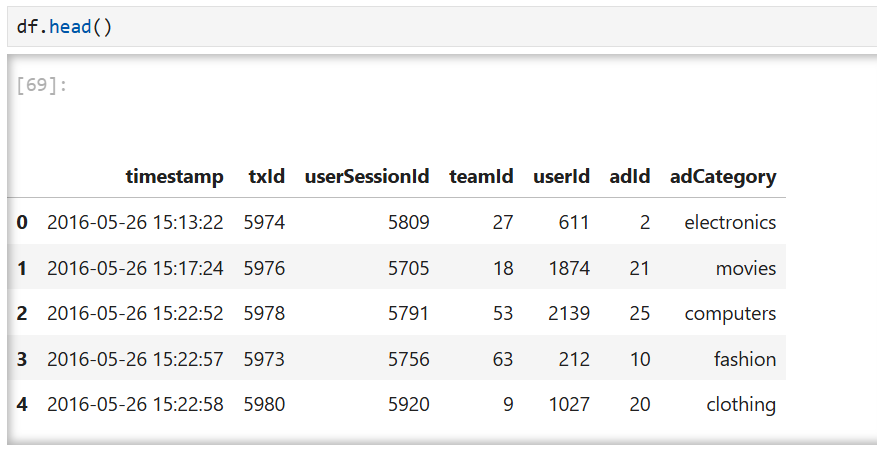 df.head()
[69]:
timestamp txId userSessionId teamId userId adId adCategory
0 2016-05-26 15:13:22 5974 5809 27 611 2 electronics
1 2016-05-26 15:17:24 5976 5705 18 1874 21 movies
2 2016-05-26 15:22:52 5978 5791 53 2139 25 computers
3 2016-05-26 15:22:57 5973 5756 63 212 10 fashion
4 2016-05-26 15:22:58 5980 5920 9 1027 20 clothing